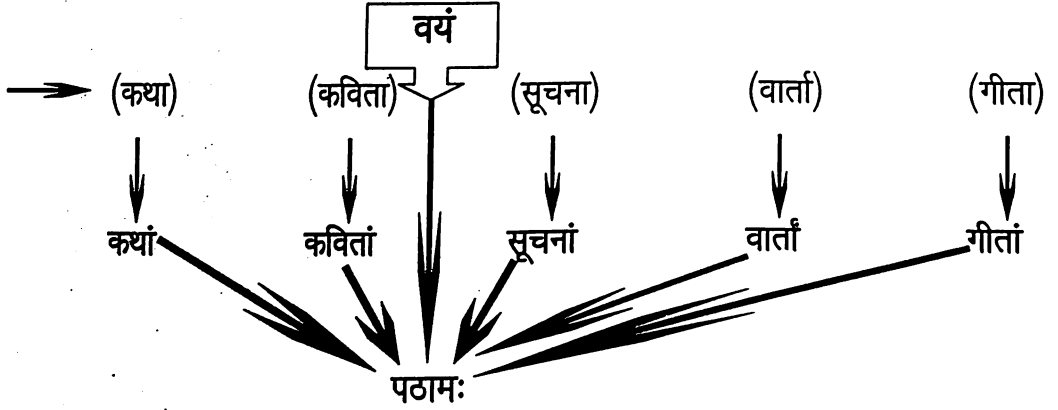 वयं
(कथा) (कविता) (सूचना) (वार्ता) (गीता)
कथां कवितां सूचनां वार्तां गीतां
पठामः